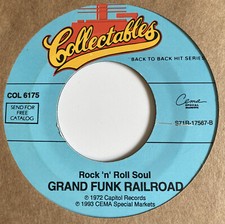 Collectables
"BACK TO BACK HIT SERIES"
COL 6175
SEND FOR
FREE
CATALOG
Cema
S71B-17567-B
Rock 'n' Roll Soul
GRAND FUNK RAILROAD
℗ 1972 Capitol Records
© 1993 CEMA Special Markets